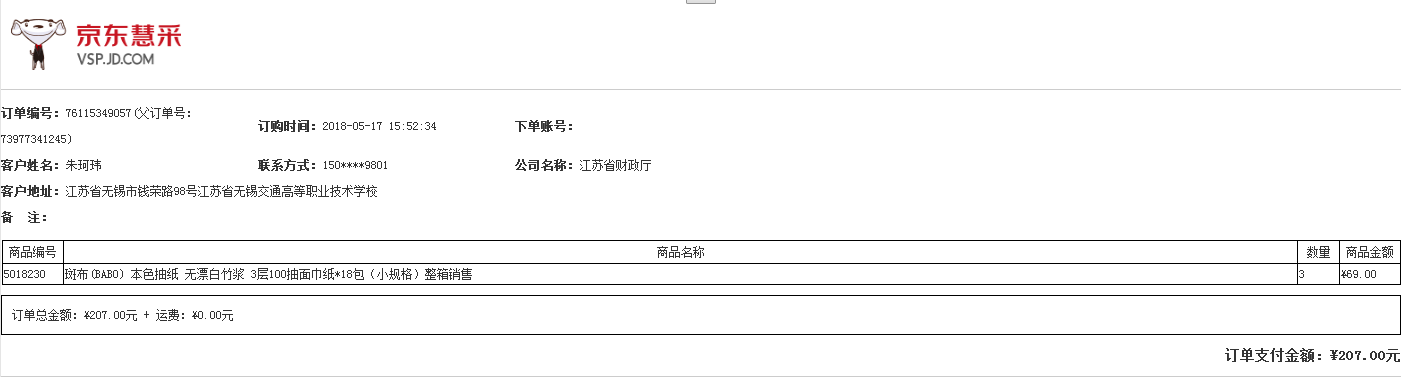 京东慧采
VSP.JD.COM
订单编号：76115349057(父订单号：
73977341245)
订购时间：2018-05-17 15:52:34
下单账号：
客户姓名：朱珂玮
联系方式：150****9801
公司名称：江苏省财政厅
客户地址：江苏省无锡市钱荣路98号江苏省无锡交通高等职业技术学校
备 注：
商品编号 商品名称 数量 商品金额
5018230 斑布(BABO) 本色抽纸 无漂白竹浆 3层100抽面巾纸*18包（小规格）整箱销售 3 ¥69.00
订单总金额：¥207.00元 + 运费：¥0.00元
订单支付金额：¥207.00元